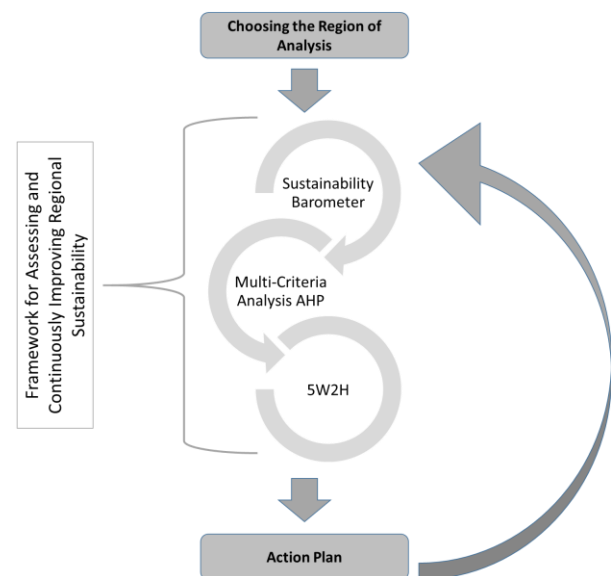 Choosing the Region of
Analysis
Framework for Assessing and
Continuously Improving Regional
Sustainability
Sustainability
Barometer
Multi-Criteria
Analysis AHP
5W2H
Action Plan